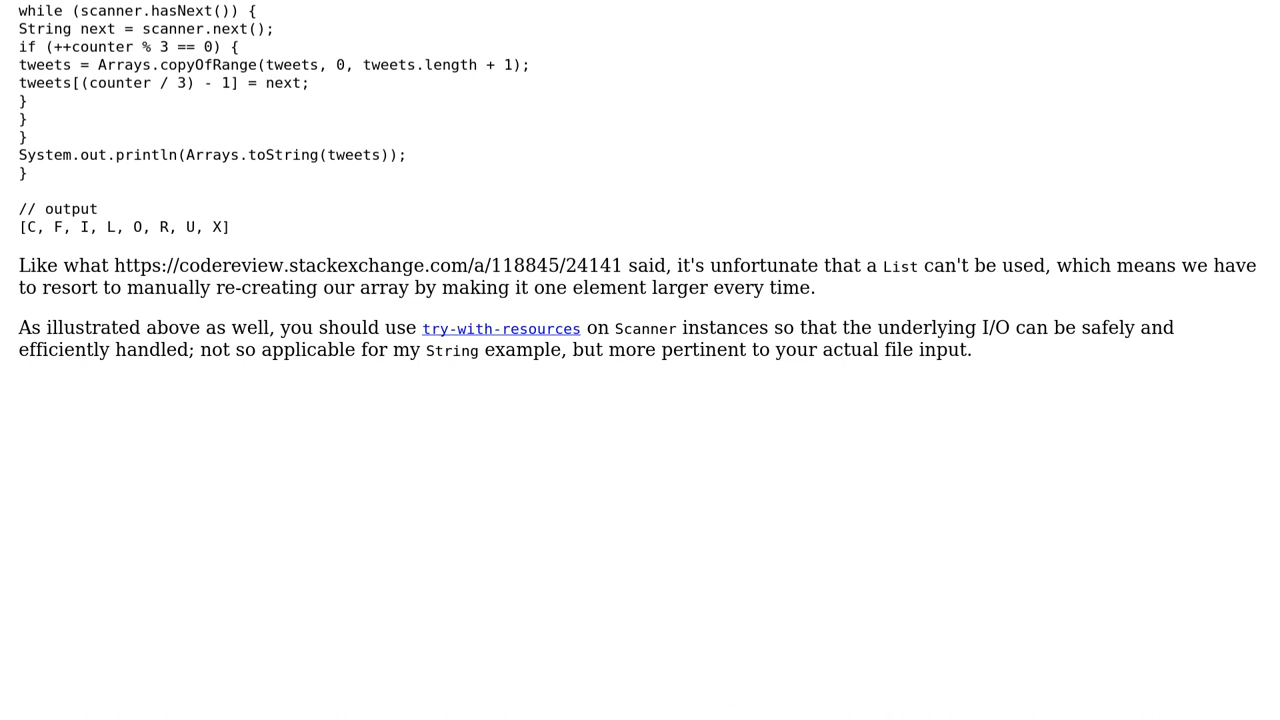 while (scanner.hasNext()) {
String next = scanner.next();
if (++counter % 3 == 0) {
tweets = Arrays.copyOfRange(tweets, 0, tweets.length + 1);
tweets[(counter / 3) - 1] = next;
}
}
}
System.out.println(Arrays.toString(tweets));
}
// output
[C, F, I, L, O, R, U, X]
Like what https://codereview.stackexchange.com/a/118845/24141 said, it's unfortunate that a List can't be used, which means we have
to resort to manually re-creating our array by making it one element larger every time.
As illustrated above as well, you should use try-with-resources on Scanner instances so that the underlying I/O can be safely and
efficiently handled; not so applicable for my String example, but more pertinent to your actual file input.